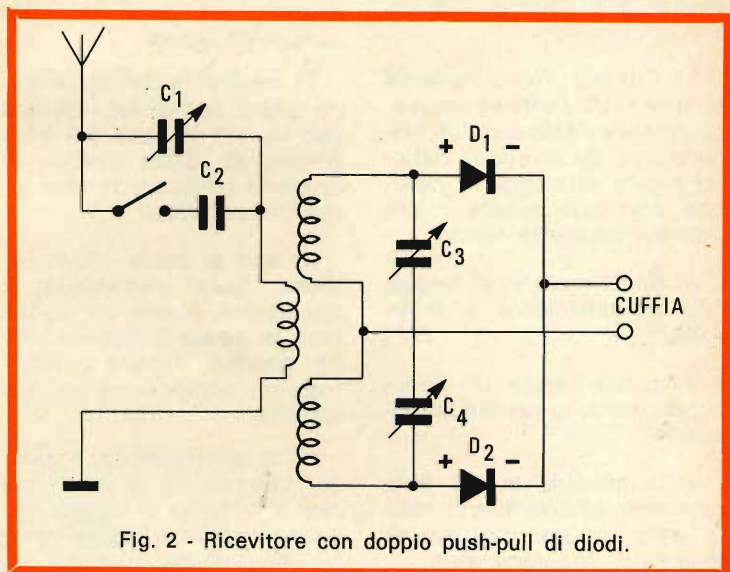 C1
D1
+ -
C2
C3
CUFFIA
C4
D2
+ -
Fig. 2 - Ricevitore con doppio push-pull di diodi.